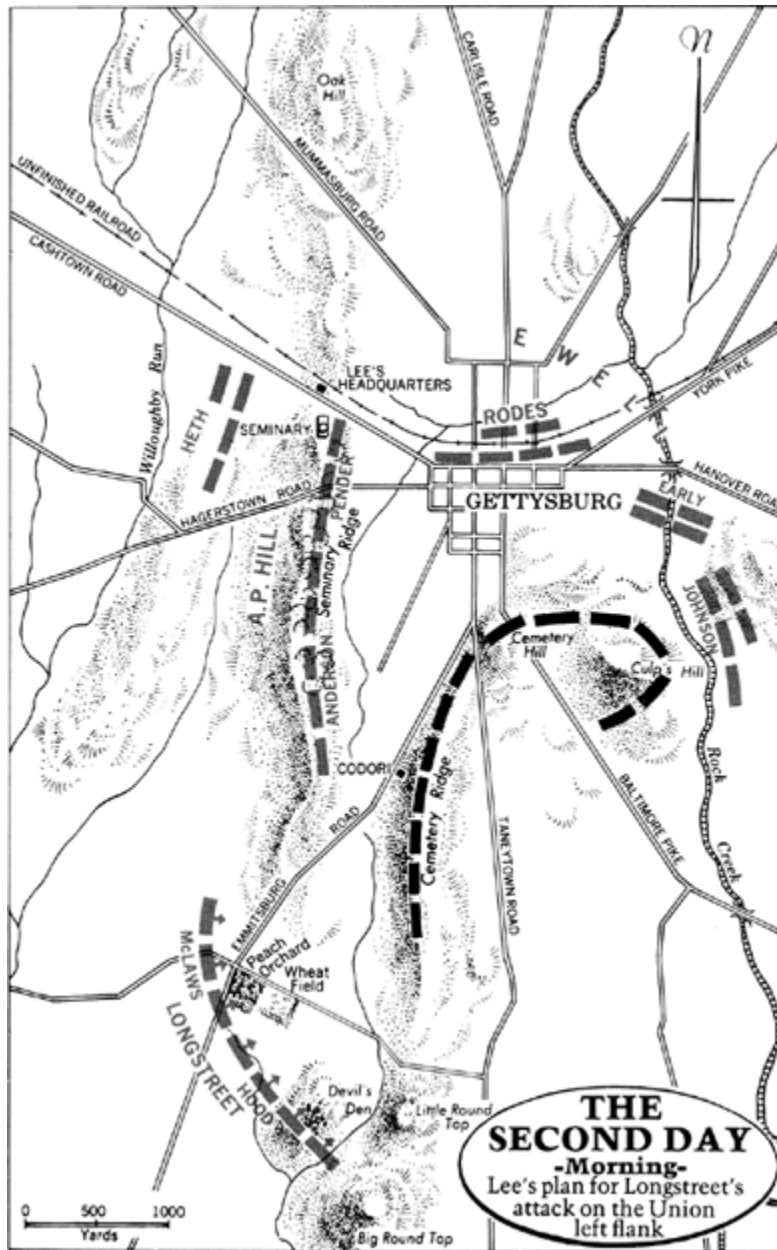 N
Oak
Hill
CARLISLE ROAD
MUMMASBURG ROAD
UNFINISHED RAILROAD
CASHTOWN ROAD
Willoughby Run
LEE'S
HEADQUARTERS
EWELL
YORK PIKE
RODES
HETH
SEMINARY
PENDER
HANOVER ROAD
GETTYSBURG
EARLY
HAGERSTOWN ROAD
A.P. HILL
Seminary Ridge
ANDERSON
JOHNSON
Cemetery
Hill
Culp's Hill
CODORI
Cemetery Ridge
Rock Creek
BALTIMORE PIKE
TANEYTOWN ROAD
EMMITSBURG ROAD
McLAWS
Peach
Orchard
Wheat
Field
LONGSTREET
HOOD
Devil's
Den
Little Round
Top
Big Round Top
THE
SECOND DAY
-Morning-
Lee's plan for Longstreet's
attack on the Union
left flank
0 500 1000
Yards